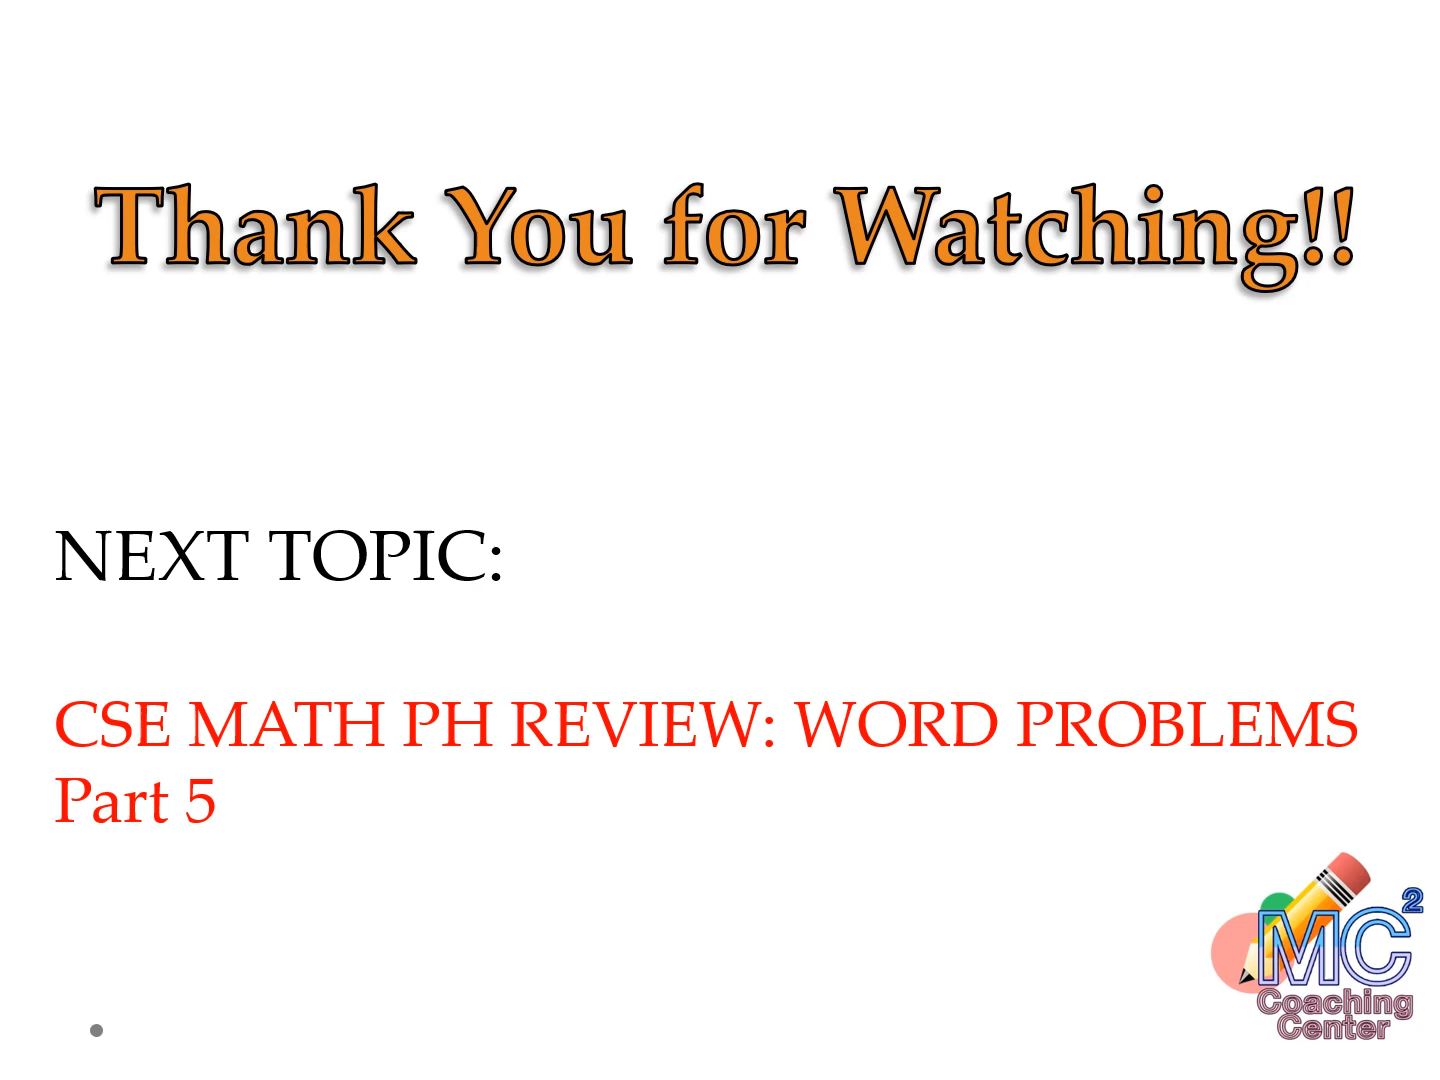 Thank You for Watching!!
NEXT TOPIC:
CSE MATH PH REVIEW: WORD PROBLEMS
Part 5
MC²
Coaching
Center